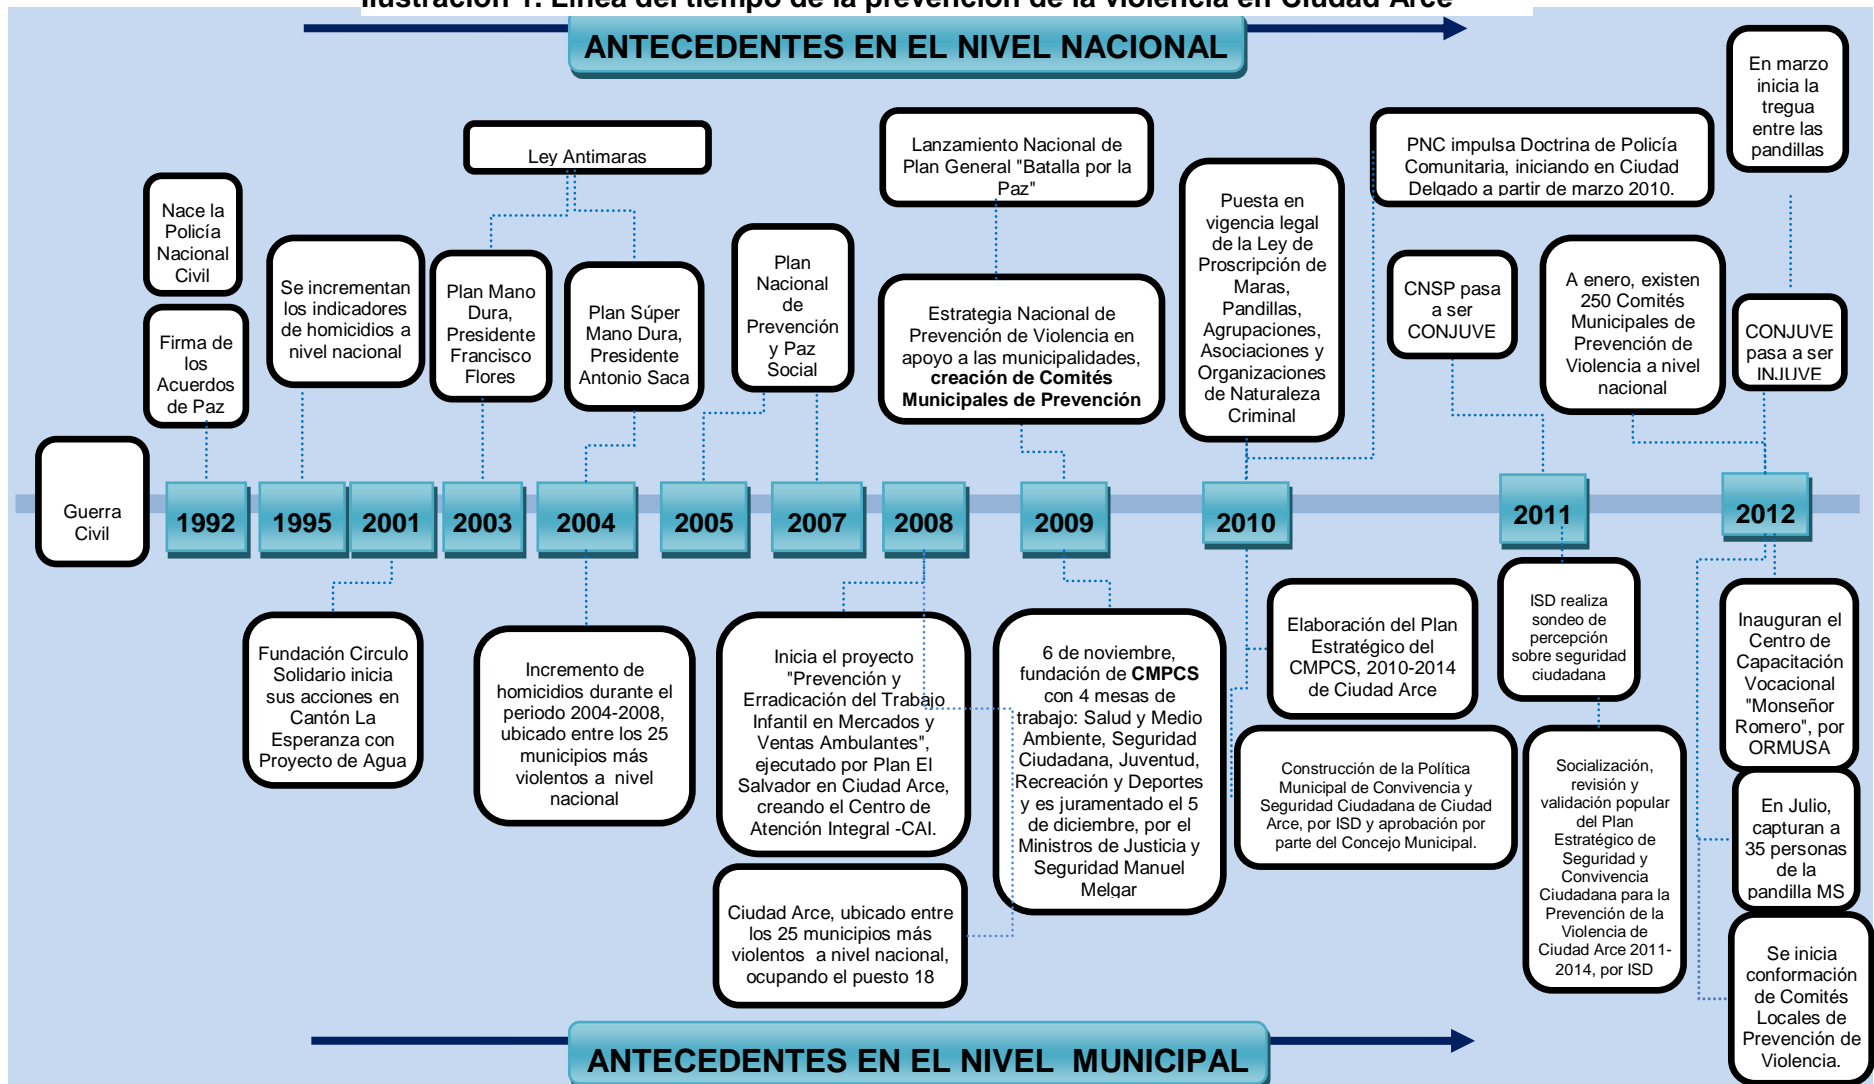 Ilustración 1. Línea del tiempo de la prevención de la violencia en Ciudad Arce
ANTECEDENTES EN EL NIVEL NACIONAL
En marzo
inicia la
tregua
entre las
pandillas
Ley Antimaras
Lanzamiento Nacional de
Plan General "Batalla por la
Paz"
PNC impulsa Doctrina de Policía
Comunitaria, iniciando en Ciudad
Delgado a partir de marzo 2010.
Nace la
Policía
Nacional
Civil
Puesta en
vigencia legal
de la Ley de
Proscripción de
Maras,
Pandillas,
Agrupaciones,
Asociaciones y
Organizaciones
de Naturaleza
Criminal
Se incrementan
los indicadores
de homicidios a
nivel nacional
Plan Mano
Dura,
Presidente
Francisco
Flores
Plan Súper
Mano Dura,
Presidente
Antonio Saca
Plan
Nacional
de
Prevención
y Paz
Social
Estrategia Nacional de
Prevención de Violencia en
apoyo a las municipalidades,
creación de Comités
Municipales de Prevención
CNSP pasa
a ser
CONJUVE
A enero, existen
250 Comités
Municipales de
Prevención de
Violencia a nivel
nacional
CONJUVE
pasa a ser
INJUVE
Firma de
los
Acuerdos
de Paz
Guerra
Civil
1992
1995
2001
2003
2004
2005
2007
2008
2009
2010
2011
2012
Fundación Circulo
Solidario inicia
sus acciones en
Cantón La
Esperanza con
Proyecto de Agua
Incremento de
homicidios durante el
periodo 2004-2008,
ubicado entre los 25
municipios más
violentos a nivel
nacional
Inicia el proyecto
"Prevención y
Erradicación del Trabajo
Infantil en Mercados y
Ventas Ambulantes",
ejecutado por Plan El
Salvador en Ciudad Arce,
creando el Centro de
Atención Integral -CAI.
Ciudad Arce, ubicado entre
los 25 municipios más
violentos a nivel nacional,
ocupando el puesto 18
6 de noviembre,
fundación de CMPCS
con 4 mesas de
trabajo: Salud y Medio
Ambiente, Seguridad
Ciudadana, Juventud,
Recreación y Deportes
y es juramentado el 5
de diciembre, por el
Ministros de Justicia y
Seguridad Manuel
Melgar
Elaboración del Plan
Estratégico del
CMPCS, 2010-2014
de Ciudad Arce
Construcción de la Política
Municipal de Convivencia y
Seguridad Ciudadana de Ciudad
Arce, por ISD y aprobación por
parte del Concejo Municipal.
ISD realiza
sondeo de
percepción
sobre seguridad
ciudadana
Socialización,
revisión y
validación popular
del Plan
Estratégico de
Seguridad y
Convivencia
Ciudadana para la
Prevención de la
Violencia de
Ciudad Arce 2011-
2014, por ISD
Inauguran el
Centro de
Capacitación
Vocacional
"Monseñor
Romero", por
ORMUSA
En Julio,
capturan a
35 personas
de la
pandilla MS
Se inicia
conformación
de Comités
Locales de
Prevención de
Violencia.
ANTECEDENTES EN EL NIVEL MUNICIPAL